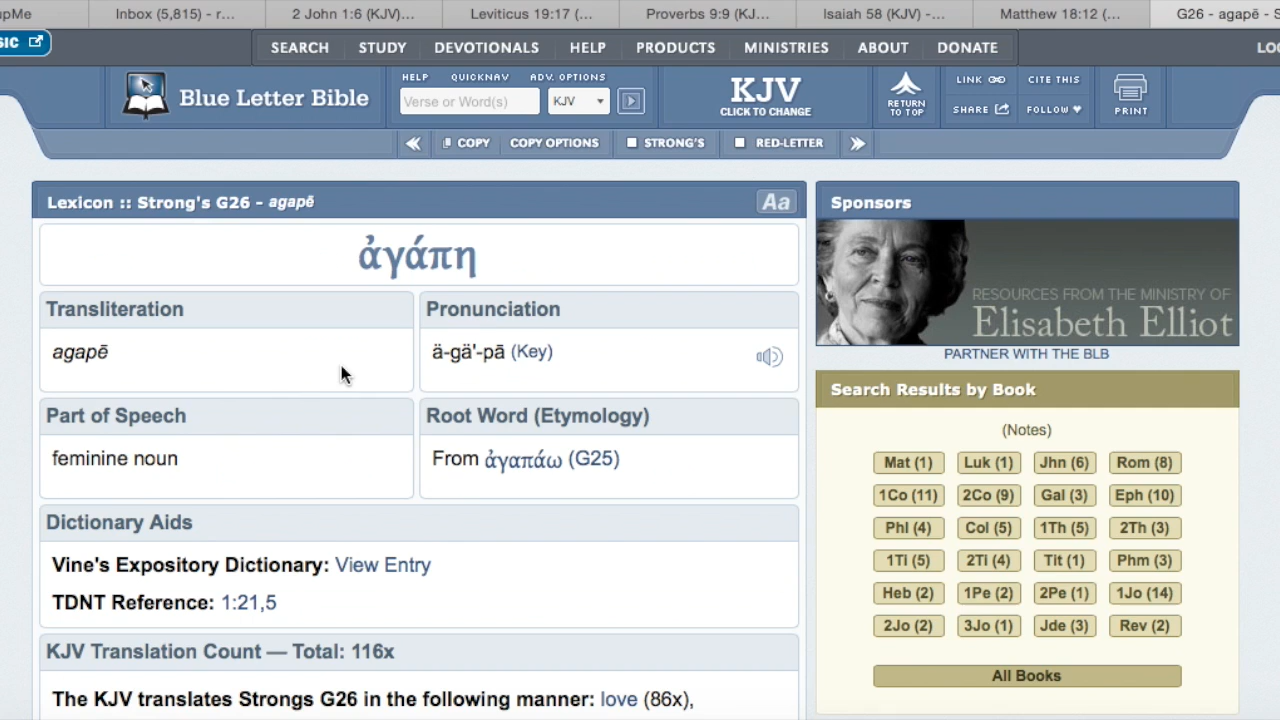 upMe
Inbox (5,815) - r...
2 John 1:6 (KJV)...
Leviticus 19:17 (...
Proverbs 9:9 (KJ...
Isaiah 58 (KJV) -...
Matthew 18:12 (...
G26 - agapē - S
SIC
SEARCH STUDY DEVOTIONALS HELP PRODUCTS MINISTRIES ABOUT DONATE LO
Blue Letter Bible
HELP QUICKNAV ADV. OPTIONS
Verse or Word(s) KJV
KJV
CLICK TO CHANGE
RETURN
TO TOP
LINK CITE THIS
SHARE FOLLOW
PRINT
COPY COPY OPTIONS STRONG'S RED-LETTER
Lexicon :: Strong's G26 - agapē
Aa
ἀγάπη
Transliteration
agapē
Pronunciation
ä-gä'-pā (Key)
Part of Speech
feminine noun
Root Word (Etymology)
From ἀγαπάω (G25)
Dictionary Aids
Vine's Expository Dictionary: View Entry
TDNT Reference: 1:21,5
KJV Translation Count — Total: 116x
The KJV translates Strongs G26 in the following manner: love (86x),
Sponsors
RESOURCES FROM THE MINISTRY OF
Elisabeth Elliot
PARTNER WITH THE BLB
Search Results by Book
(Notes)
Mat (1) Luk (1) Jhn (6) Rom (8)
1Co (11) 2Co (9) Gal (3) Eph (10)
Phl (4) Col (5) 1Th (5) 2Th (3)
1Ti (5) 2Ti (4) Tit (1) Phm (3)
Heb (2) 1Pe (2) 2Pe (1) 1Jo (14)
2Jo (2) 3Jo (1) Jde (3) Rev (2)
All Books